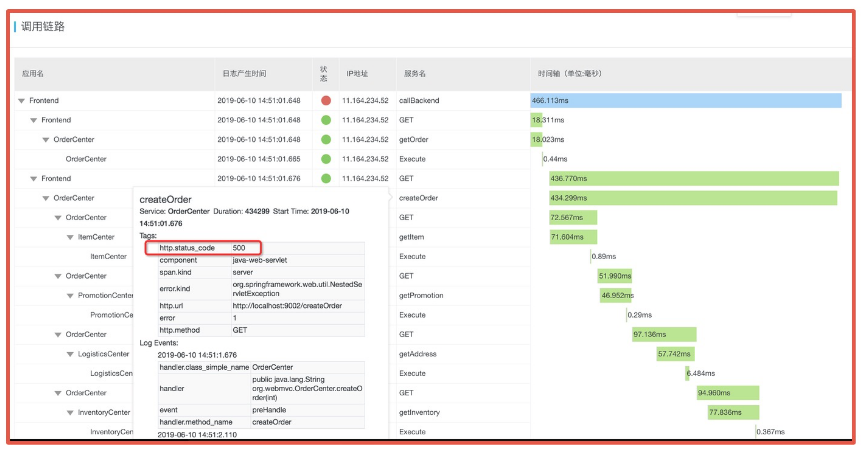 调用链路
应用名 日志产生时间 状态 IP地址 服务名 时间轴（单位:毫秒）
Frontend 2019-06-10 14:51:01.648 11.164.234.52 callBackend 466.113ms
Frontend 2019-06-10 14:51:01.648 11.164.234.52 GET 18.311ms
OrderCenter 2019-06-10 14:51:01.648 11.164.234.52 getOrder 18.023ms
OrderCenter 2019-06-10 14:51:01.665 11.164.234.52 Execute 0.44ms
Frontend 2019-06-10 14:51:01.676 11.164.234.52 GET 436.770ms
OrderCenter createOrder 434.299ms
OrderCenter GET 72.567ms
ItemCenter getItem 71.604ms
ItemCenter Execute 0.89ms
OrderCenter GET 51.990ms
PromotionCenter getPromotion 46.952ms
PromotionCe Execute 0.29ms
OrderCenter GET 97.136ms
LogisticsCenter getAddress 57.742ms
LogisticsCen Execute 6.484ms
OrderCenter GET 94.960ms
InventoryCenter getInventory 77.836ms
InventoryCen Execute 0.367ms
createOrder
Service: OrderCenter Duration: 434299 Start Time: 2019-06-10
14:51:01.676
Tags:
http.status_code 500
component java-web-servlet
span.kind server
error.kind org.springframework.web.util.NestedSe
rvletException
http.url http://localhost:9002/createOrder
error 1
http.method GET
Log Events:
2019-06-10 14:51:1.676
handler.class_simple_name OrderCenter
handler public java.lang.String
org.webmvc.OrderCenter.createO
rder(int)
event preHandle
handler.method_name createOrder
2019-06-10 14:51:2.110